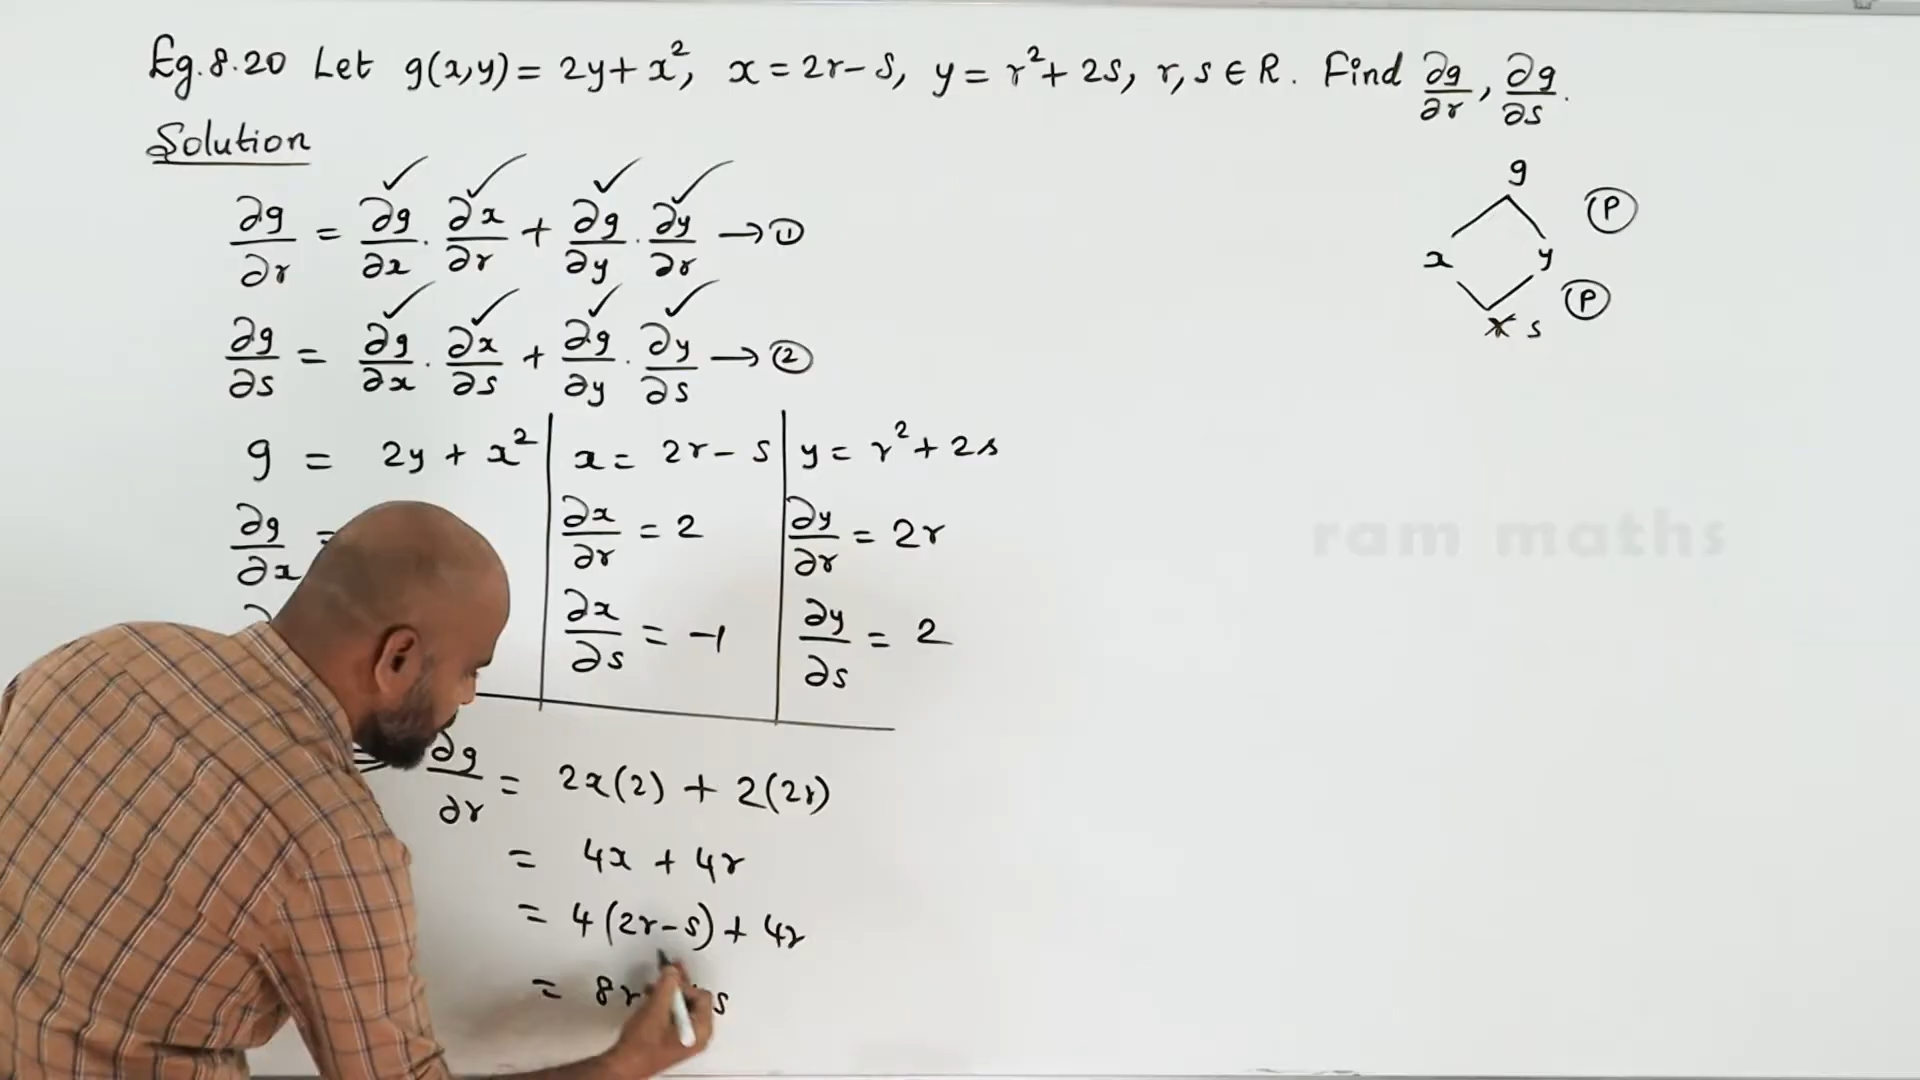 Eg.8.20 Let g(x,y) = 2y + x², x = 2r - s, y = r² + 2s, r, s ∈ R. Find ∂g/∂r, ∂g/∂s.
Solution
∂g/∂r = ∂g/∂x . ∂x/∂r + ∂g/∂y . ∂y/∂r → ①
∂g/∂s = ∂g/∂x . ∂x/∂s + ∂g/∂y . ∂y/∂s → ②
g
Ⓟ
x y
Ⓟ
s
g = 2y + x² | x = 2r - s | y = r² + 2s
∂g/∂x = | ∂x/∂r = 2 | ∂y/∂r = 2r
∂x/∂s = -1 | ∂y/∂s = 2
⇒ ∂g/∂r = 2x(2) + 2(2r)
= 4x + 4r
= 4(2r - s) + 4r
= 8r s
ram maths